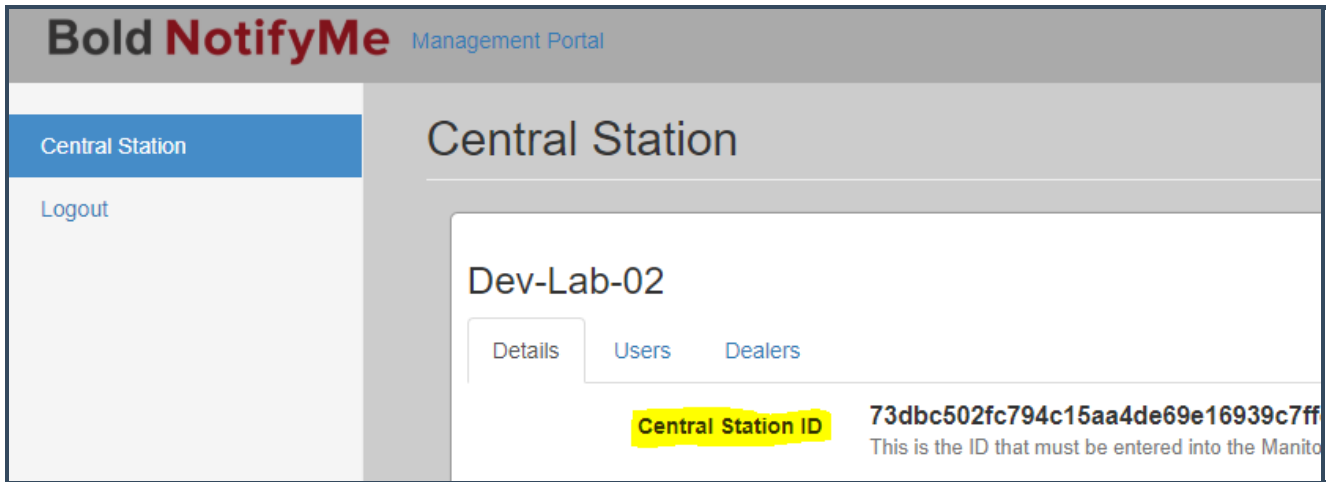 Bold NotifyMe Management Portal
Central Station
Logout
Central Station
Dev-Lab-02
Details Users Dealers
Central Station ID 73dbc502fc794c15aa4de69e16939c7ff
This is the ID that must be entered into the Manito